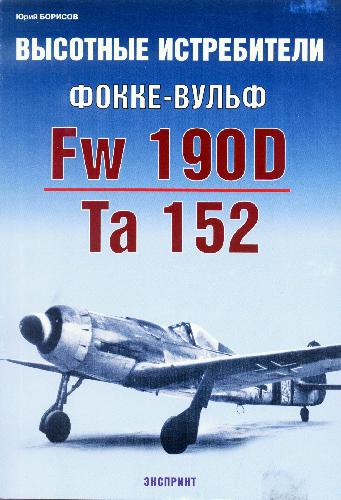 Юрий БОРИСОВ
ВЫСОТНЫЕ ИСТРЕБИТЕЛИ
ФОККЕ-ВУЛЬФ
Fw 190D
Ta 152
ЭКСПРИНТ